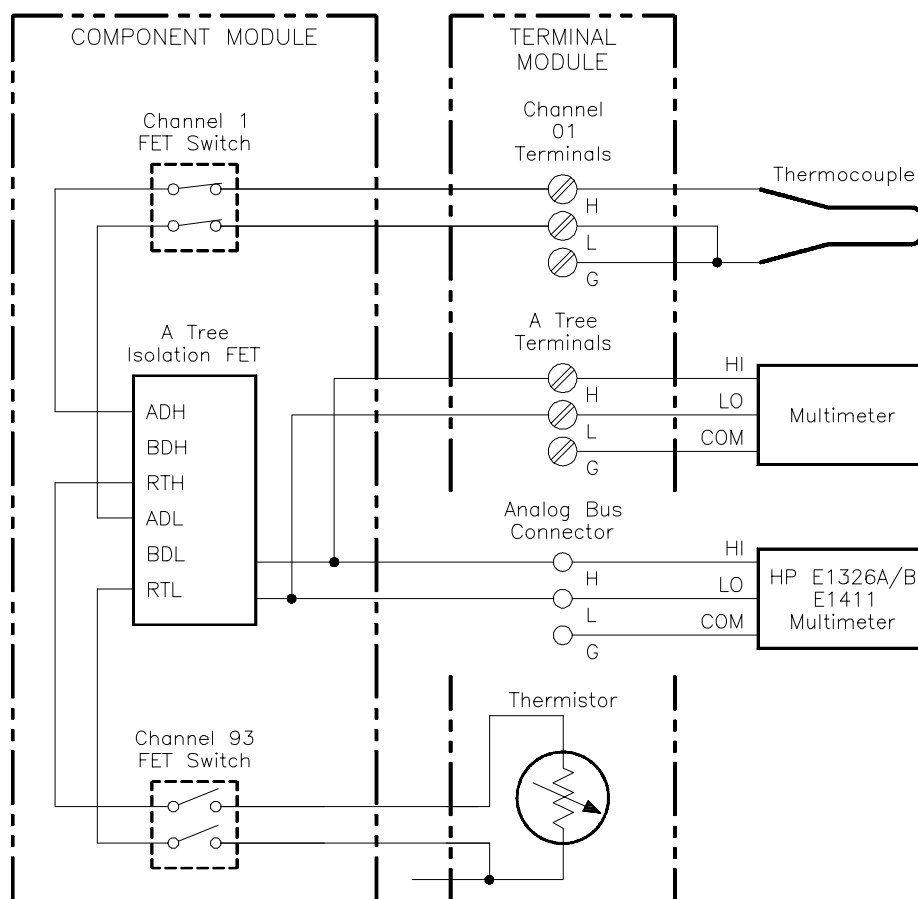 COMPONENT MODULE
TERMINAL
MODULE
Channel 1
FET Switch
Channel
01
Terminals
H
L
G
Thermocouple
A Tree
Isolation FET
ADH
BDH
RTH
ADL
BDL
RTL
A Tree
Terminals
H
L
G
HI
LO
COM
Multimeter
Analog Bus
Connector
H
L
G
HI
LO
COM
HP E1326A/B
E1411
Multimeter
Channel 93
FET Switch
Thermistor